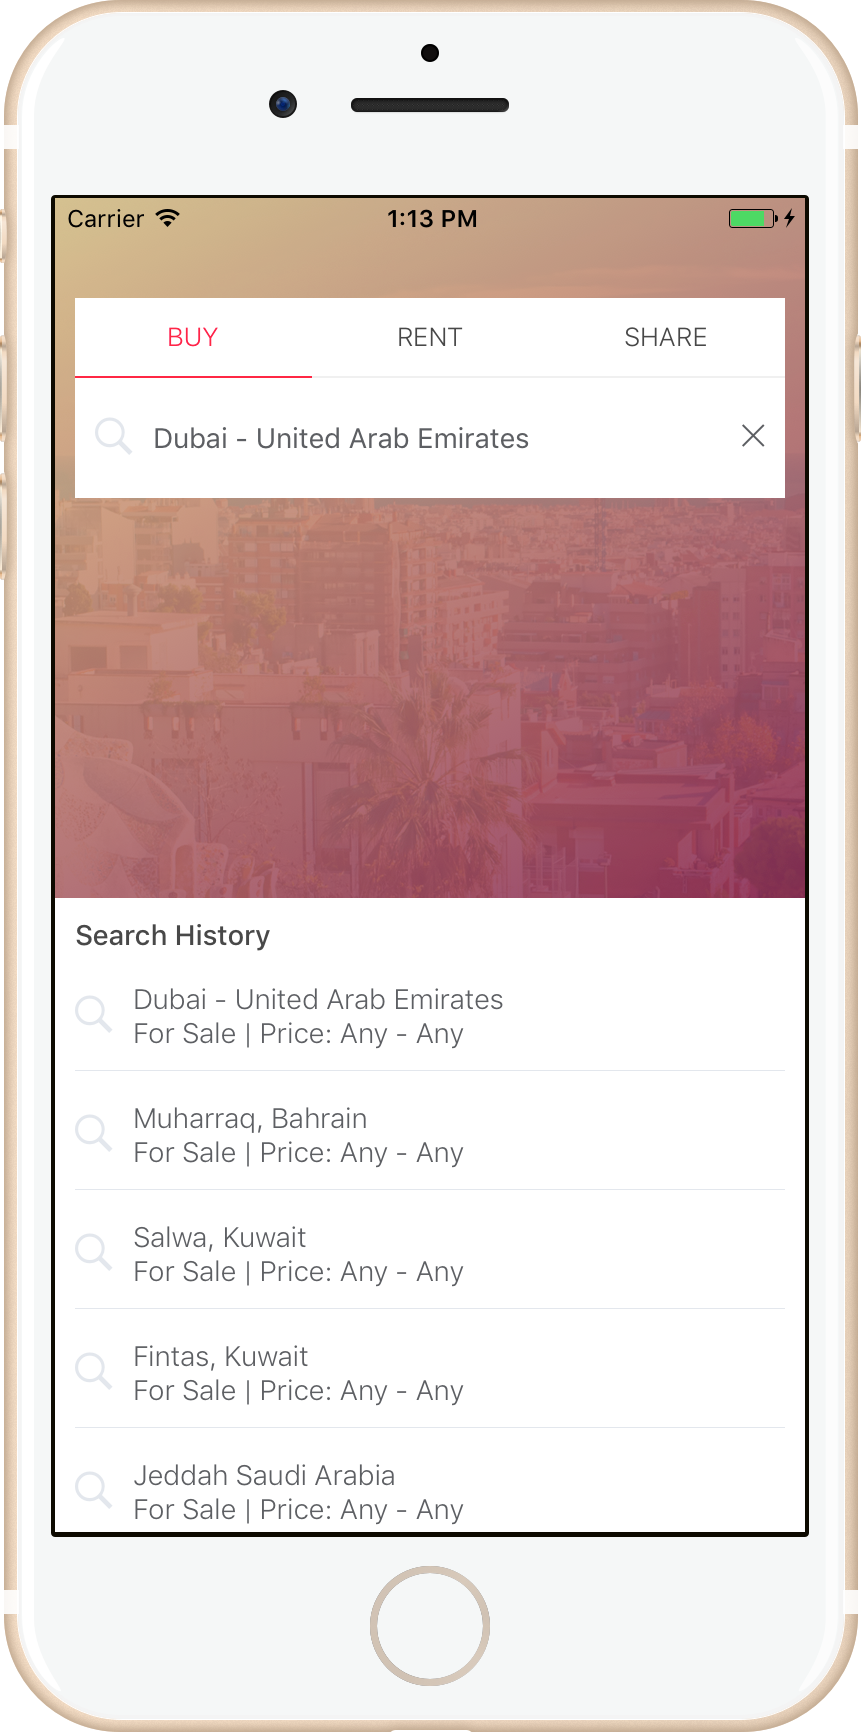 Carrier 1:13 PM
BUY RENT SHARE
Dubai - United Arab Emirates
Search History
Dubai - United Arab Emirates
For Sale | Price: Any - Any
Muharraq, Bahrain
For Sale | Price: Any - Any
Salwa, Kuwait
For Sale | Price: Any - Any
Fintas, Kuwait
For Sale | Price: Any - Any
Jeddah Saudi Arabia
For Sale | Price: Any - Any